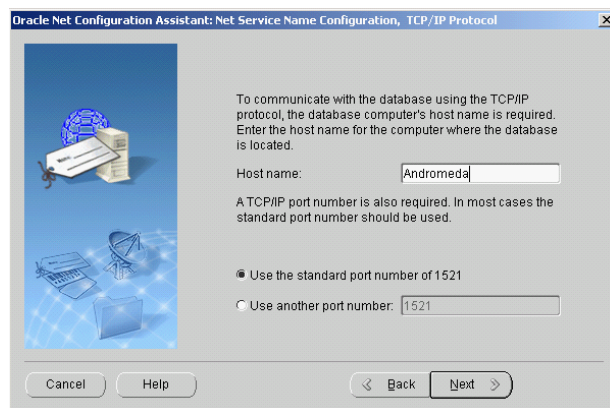 Oracle Net Configuration Assistant: Net Service Name Configuration, TCP/IP Protocol
To communicate with the database using the TCP/IP
protocol, the database computer's host name is required.
Enter the host name for the computer where the database
is located.
Host name:
Andromeda
A TCP/IP port number is also required. In most cases the
standard port number should be used.
Use the standard port number of 1521
Use another port number:
1521
Cancel
Help
Back
Next